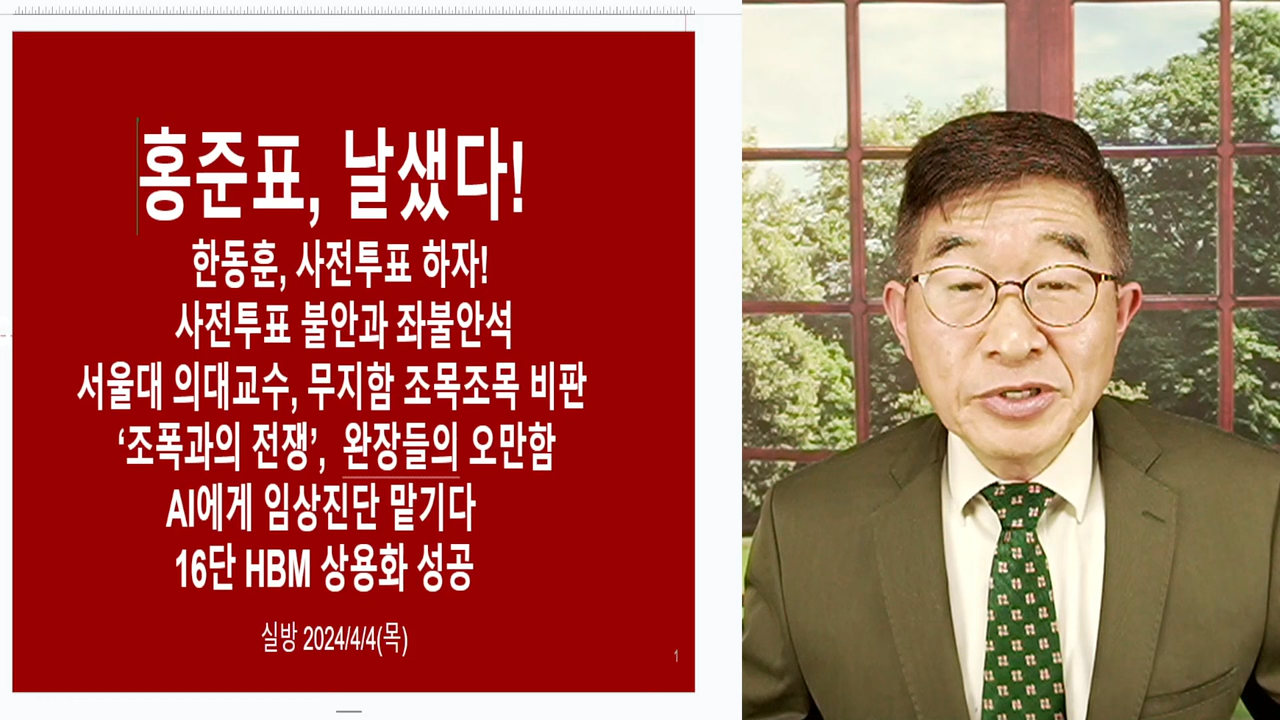 홍준표, 날샜다!
한동훈, 사전투표 하자!
사전투표 불안과 좌불안석
서울대 의대교수, 무지함 조목조목 비판
‘조폭과의 전쟁’, 완장들의 오만함
AI에게 임상진단 맡기다
16단 HBM 상용화 성공
실방 2024/4/4(목)
1